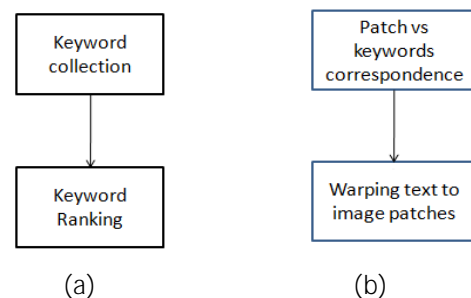 Keyword
collection
Keyword
Ranking
(a)
Patch vs
keywords
correspondence
Warping text to
image patches
(b)